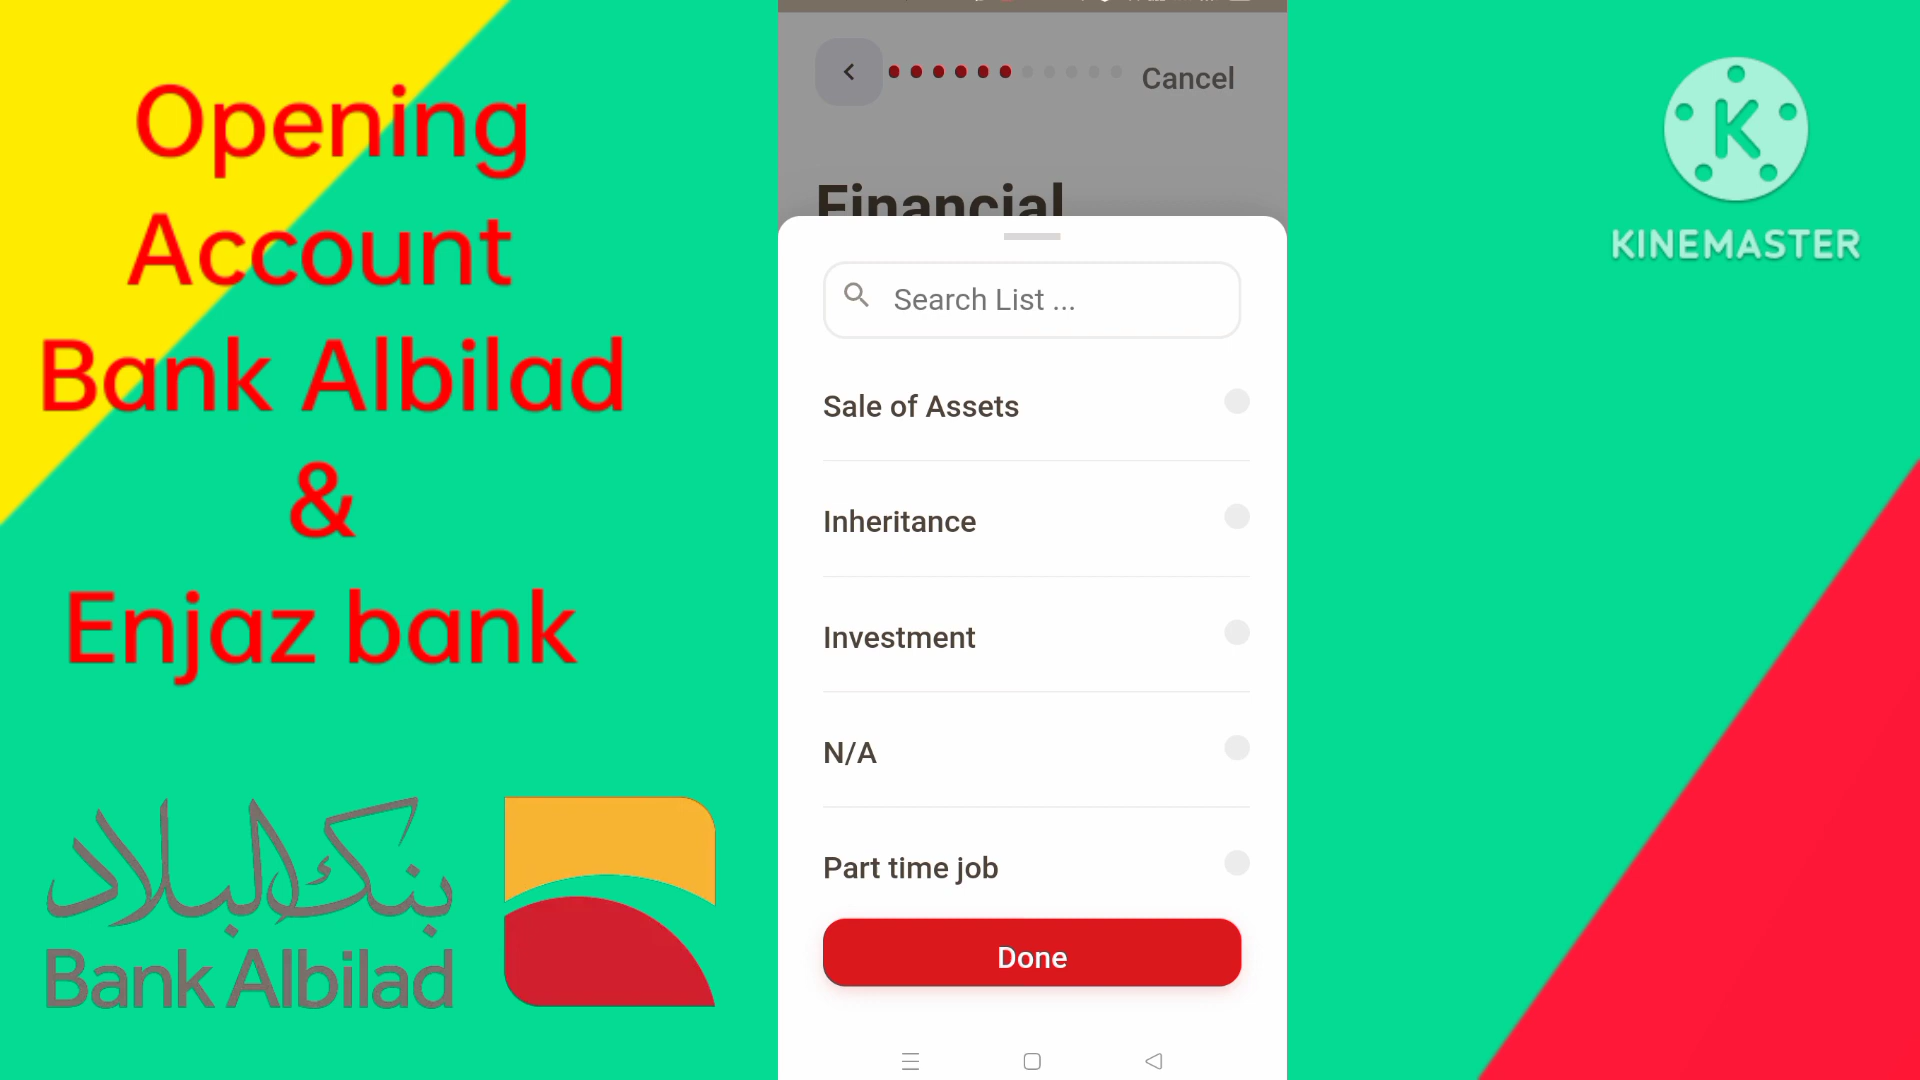 Opening
Account
Bank Albilad
&
Enjaz bank
بنك البلاد
Bank Albilad
Cancel
Financial
Search List ...
Sale of Assets
Inheritance
Investment
N/A
Part time job
Done
K
KINEMASTER